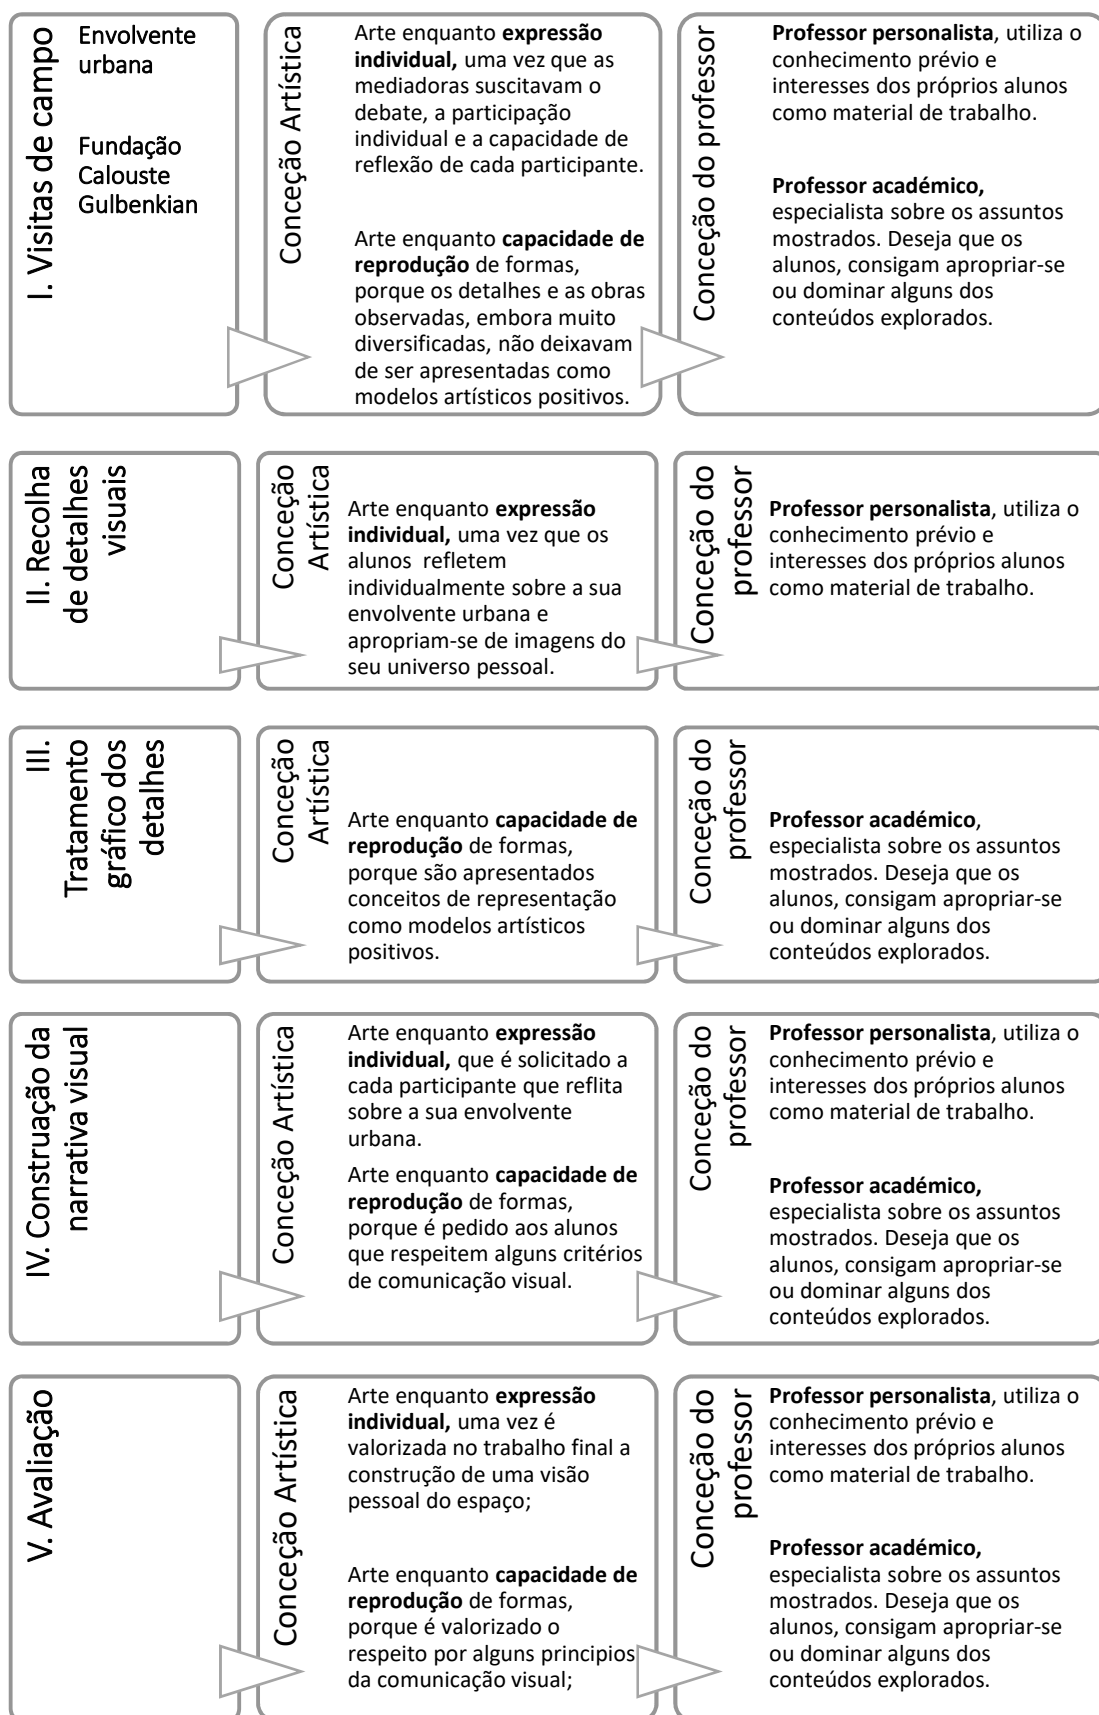 I. Visitas de campo
Envolvente
urbana
Fundação
Calouste
Gulbenkian
Conceção Artística
Arte enquanto expressão
individual, uma vez que as
mediadoras suscitavam o
debate, a participação
individual e a capacidade de
reflexão de cada participante.
Arte enquanto capacidade de
reprodução de formas,
porque os detalhes e as obras
observadas, embora muito
diversificadas, não deixavam
de ser apresentadas como
modelos artísticos positivos.
Conceção do professor
Professor personalista, utiliza o
conhecimento prévio e
interesses dos próprios alunos
como material de trabalho.
Professor académico,
especialista sobre os assuntos
mostrados. Deseja que os
alunos, consigam apropriar-se
ou dominar alguns dos
conteúdos explorados.
II. Recolha
de detalhes
visuais
Conceção
Artística
Arte enquanto expressão
individual, uma vez que os
alunos refletem
individualmente sobre a sua
envolvente urbana e
apropriam-se de imagens do
seu universo pessoal.
Conceção do
professor
Professor personalista, utiliza o
conhecimento prévio e
interesses dos próprios alunos
como material de trabalho.
III.
Tratamento
gráfico dos
detalhes
Conceção
Artística
Arte enquanto capacidade de
reprodução de formas,
porque são apresentados
conceitos de representação
como modelos artísticos
positivos.
Conceção do
professor
Professor académico,
especialista sobre os assuntos
mostrados. Deseja que os
alunos, consigam apropriar-se
ou dominar alguns dos
conteúdos explorados.
IV. Construação da
narrativa visual
Conceção Artística
Arte enquanto expressão
individual, que é solicitado a
cada participante que reflita
sobre a sua envolvente
urbana.
Arte enquanto capacidade de
reprodução de formas,
porque é pedido aos alunos
que respeitem alguns critérios
de comunicação visual.
Conceção do
professor
Professor personalista, utiliza o
conhecimento prévio e
interesses dos próprios alunos
como material de trabalho.
Professor académico,
especialista sobre os assuntos
mostrados. Deseja que os
alunos, consigam apropriar-se
ou dominar alguns dos
conteúdos explorados.
V. Avaliação
Conceção Artística
Arte enquanto expressão
individual, uma vez é
valorizada no trabalho final a
construção de uma visão
pessoal do espaço;
Arte enquanto capacidade de
reprodução de formas,
porque é valorizado o
respeito por alguns principios
da comunicação visual;
Conceção do
professor
Professor personalista, utiliza o
conhecimento prévio e
interesses dos próprios alunos
como material de trabalho.
Professor académico,
especialista sobre os assuntos
mostrados. Deseja que os
alunos, consigam apropriar-se
ou dominar alguns dos
conteúdos explorados.